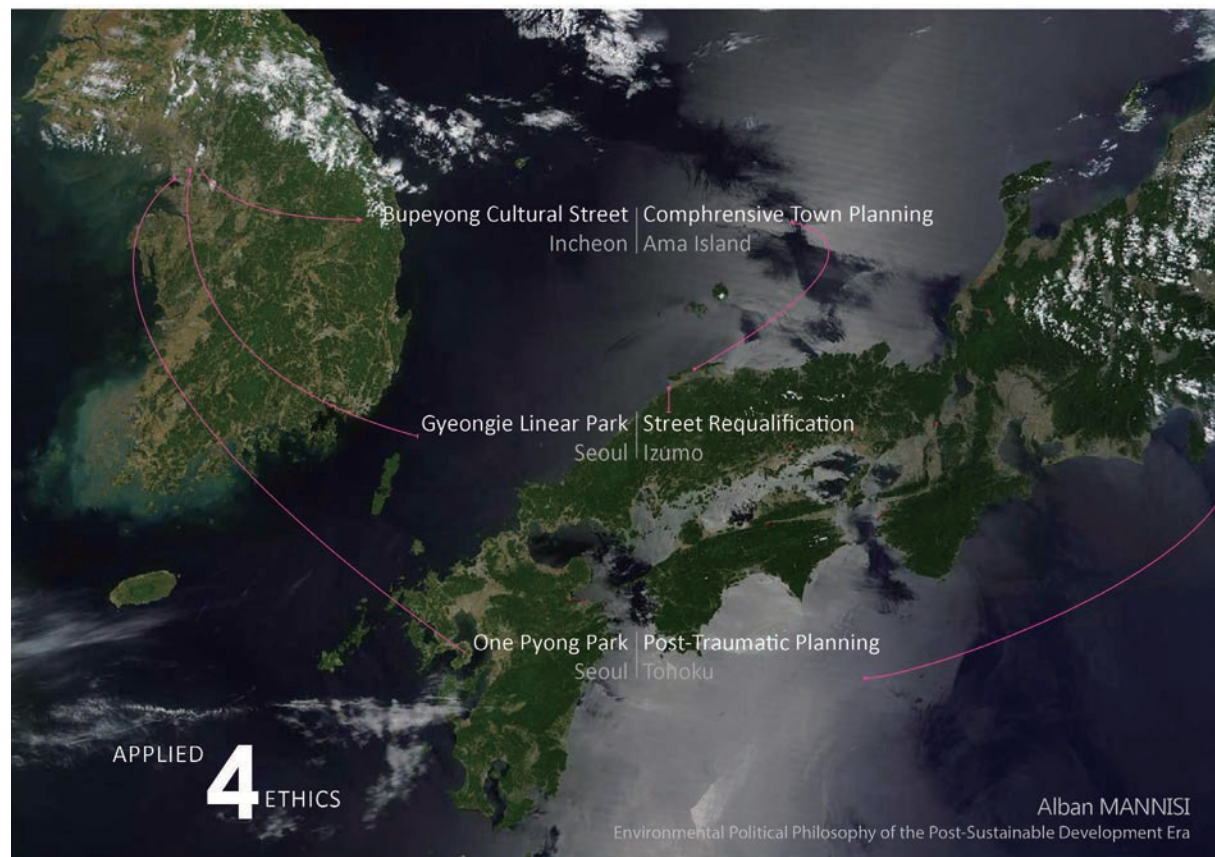 Bupeyong Cultural Street | Comphrensive Town Planning
Incheon | Ama Island
Gyeongie Linear Park | Street Requalification
Seoul | Izumo
One Pyong Park | Post-Traumatic Planning
Seoul | Tohoku
APPLIED 4 ETHICS
Alban MANNISI
Environmental Political Philosophy of the Post-Sustainable Development Era